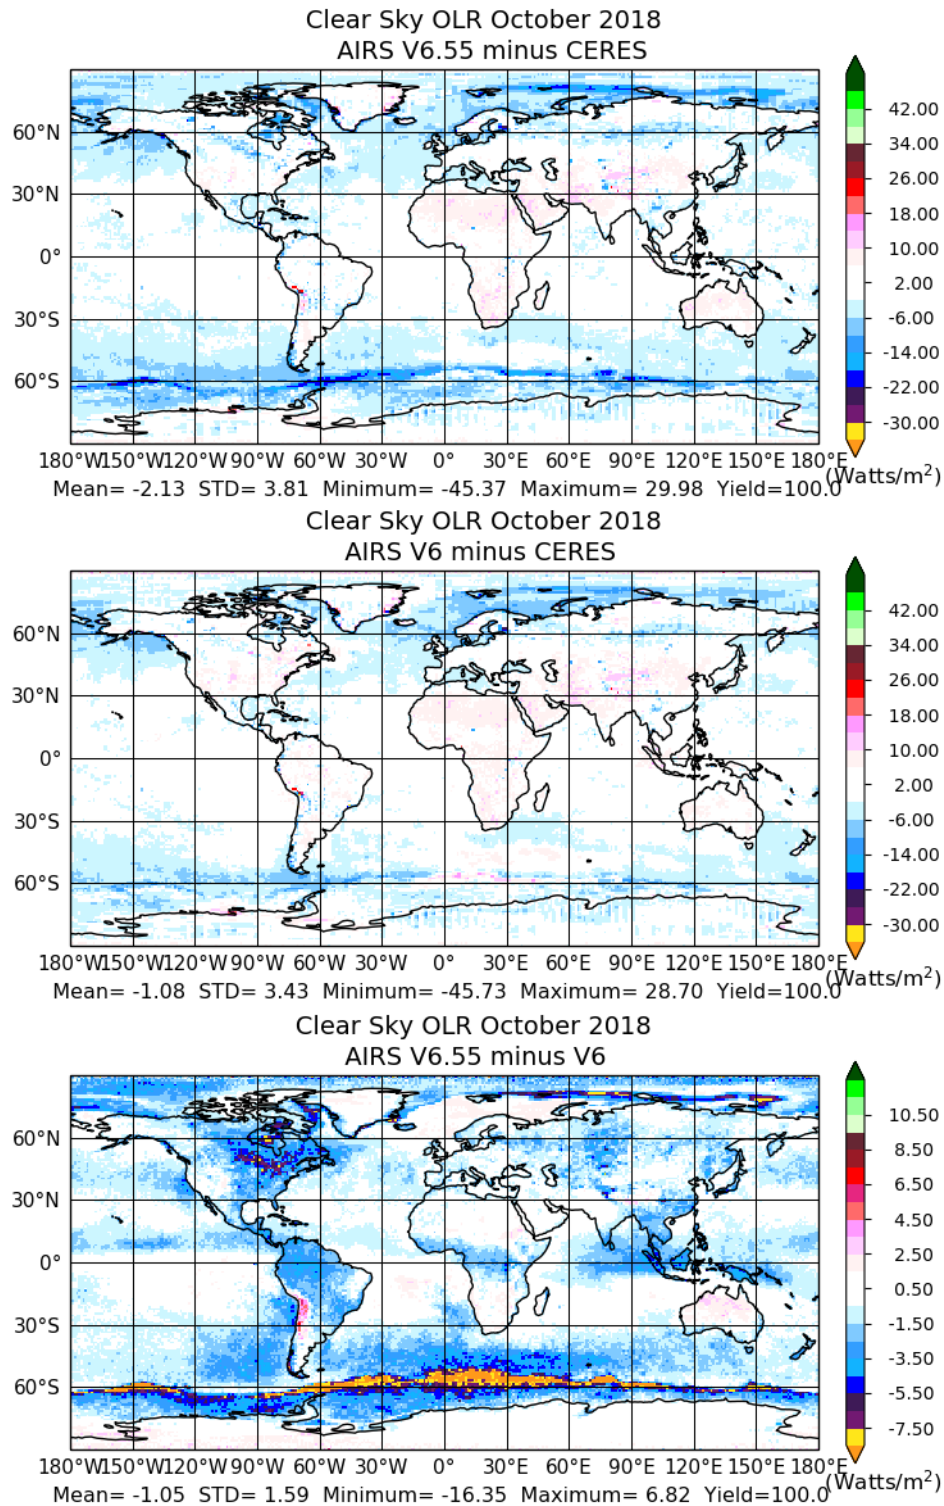 Clear Sky OLR October 2018
AIRS V6.55 minus CERES
60°N
30°N
0°
30°S
60°S
180°W150°W120°W90°W 60°W 30°W 0° 30°E 60°E 90°E 120°E150°E180°E
42.00
34.00
26.00
18.00
10.00
2.00
-6.00
-14.00
-22.00
-30.00
(Watts/m²)
Mean= -2.13 STD= 3.81 Minimum= -45.37 Maximum= 29.98 Yield=100.0
Clear Sky OLR October 2018
AIRS V6 minus CERES
60°N
30°N
0°
30°S
60°S
180°W150°W120°W90°W 60°W 30°W 0° 30°E 60°E 90°E 120°E150°E180°E
42.00
34.00
26.00
18.00
10.00
2.00
-6.00
-14.00
-22.00
-30.00
(Watts/m²)
Mean= -1.08 STD= 3.43 Minimum= -45.73 Maximum= 28.70 Yield=100.0
Clear Sky OLR October 2018
AIRS V6.55 minus V6
60°N
30°N
0°
30°S
60°S
180°W150°W120°W90°W 60°W 30°W 0° 30°E 60°E 90°E 120°E150°E180°E
10.50
8.50
6.50
4.50
2.50
0.50
-1.50
-3.50
-5.50
-7.50
(Watts/m²)
Mean= -1.05 STD= 1.59 Minimum= -16.35 Maximum= 6.82 Yield=100.0